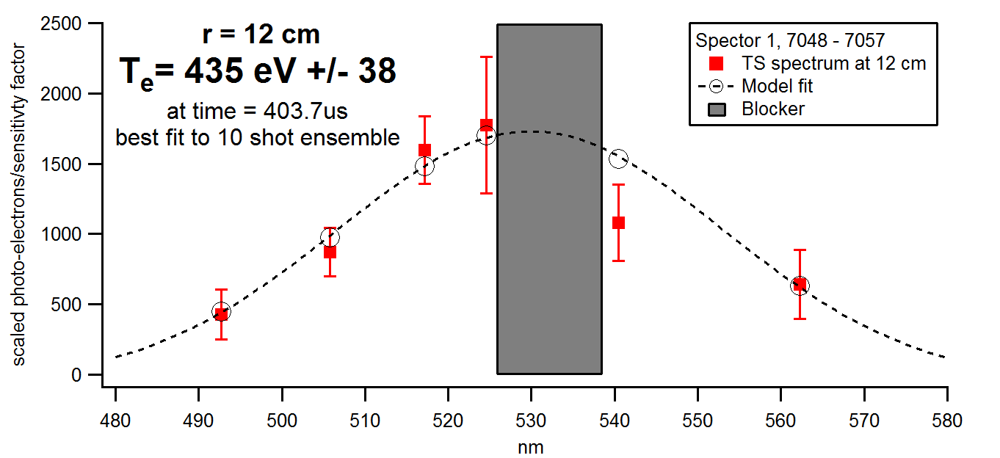 r = 12 cm
Te= 435 eV +/- 38
at time = 403.7us
best fit to 10 shot ensemble
Spector 1, 7048 - 7057
TS spectrum at 12 cm
Model fit
Blocker
scaled photo-electrons/sensitivty factor
2500
2000
1500
1000
500
0
480 490 500 510 520 530 540 550 560 570 580
nm